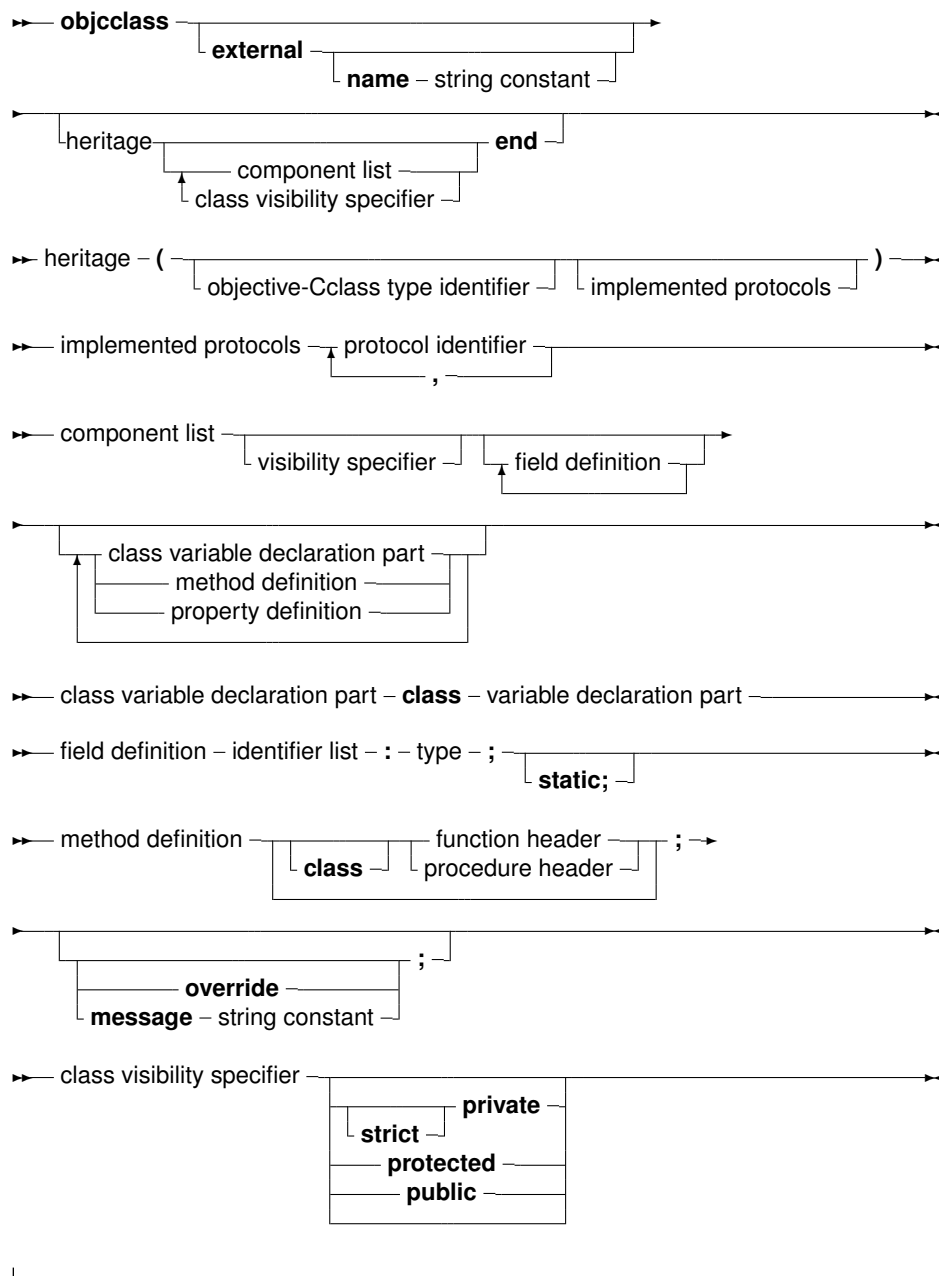 objcclass
external
name string constant
heritage end
component list
class visibility specifier
heritage ( )
objective-Cclass type identifier implemented protocols
implemented protocols protocol identifier
,
component list
visibility specifier field definition
class variable declaration part
method definition
property definition
class variable declaration part class variable declaration part
field definition identifier list : type ;
static;
method definition function header ;
class procedure header
;
override
message string constant
class visibility specifier
private
strict
protected
public